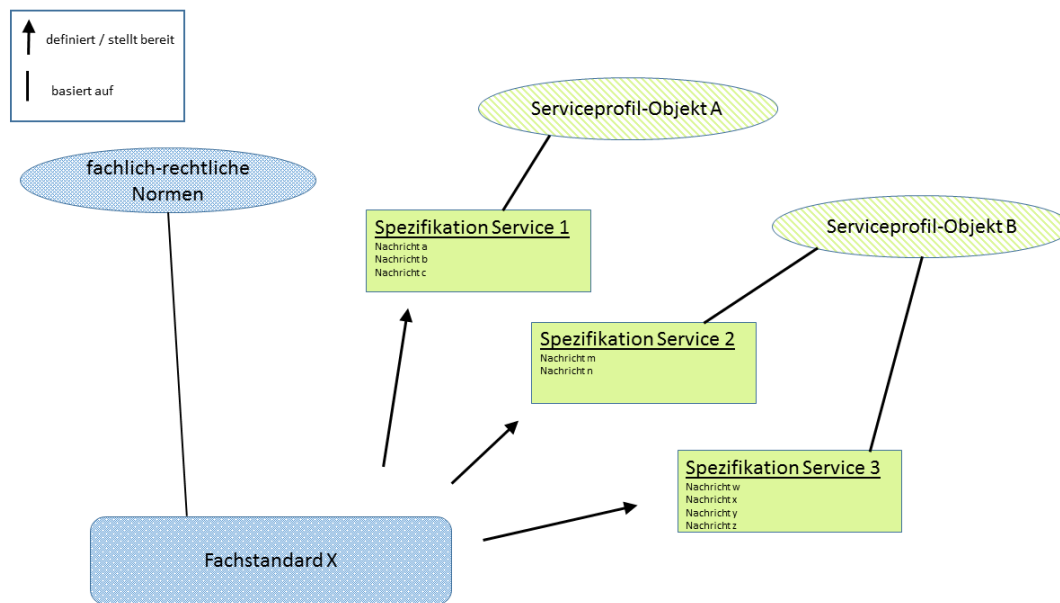 definiert / stellt bereit
basiert auf
Serviceprofil-Objekt A
fachlich-rechtliche
Normen
Spezifikation Service 1
Nachricht a
Nachricht b
Nachricht c
Serviceprofil-Objekt B
Spezifikation Service 2
Nachricht m
Nachricht n
Spezifikation Service 3
Nachricht w
Nachricht x
Nachricht y
Nachricht z
Fachstandard X